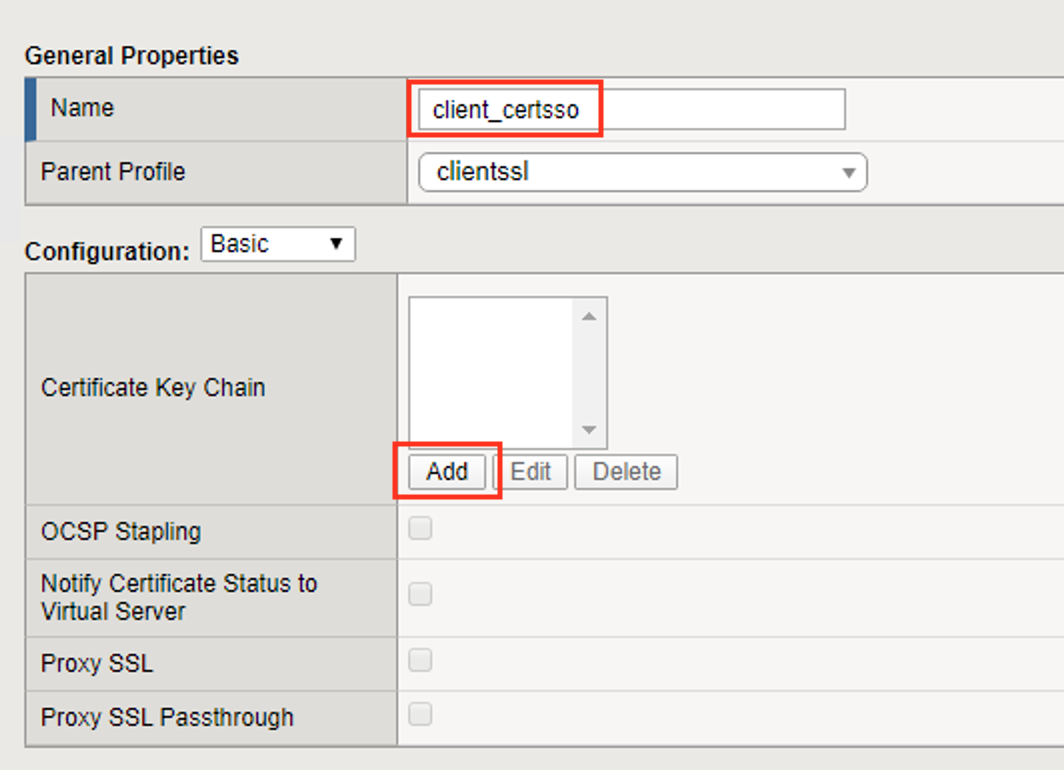 General Properties
Name client_certsso
Parent Profile clientssl
Configuration: Basic
Certificate Key Chain
Add Edit Delete
OCSP Stapling
Notify Certificate Status to
Virtual Server
Proxy SSL
Proxy SSL Passthrough